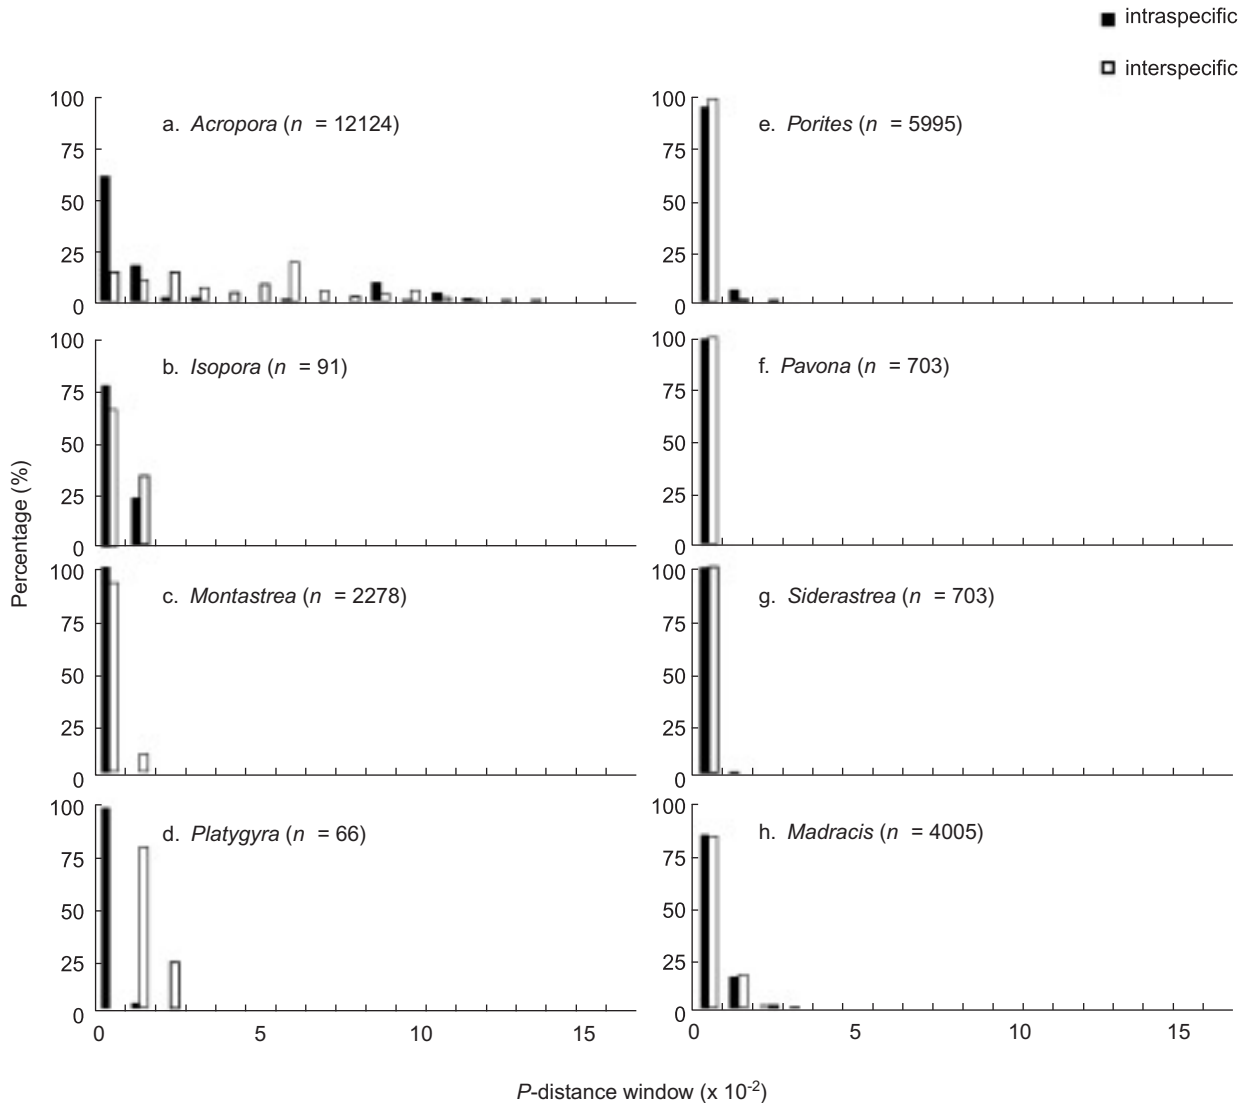 intraspecific
interspecific
Percentage (%)
a. Acropora (n = 12124)
100
75
50
25
0
b. Isopora (n = 91)
100
75
50
25
0
c. Montastrea (n = 2278)
100
75
50
25
0
d. Platygyra (n = 66)
100
75
50
25
0
0 5 10 15
e. Porites (n = 5995)
100
75
50
25
0
f. Pavona (n = 703)
100
75
50
25
0
g. Siderastrea (n = 703)
100
75
50
25
0
h. Madracis (n = 4005)
100
75
50
25
0
0 5 10 15
P-distance window (x 10-2)